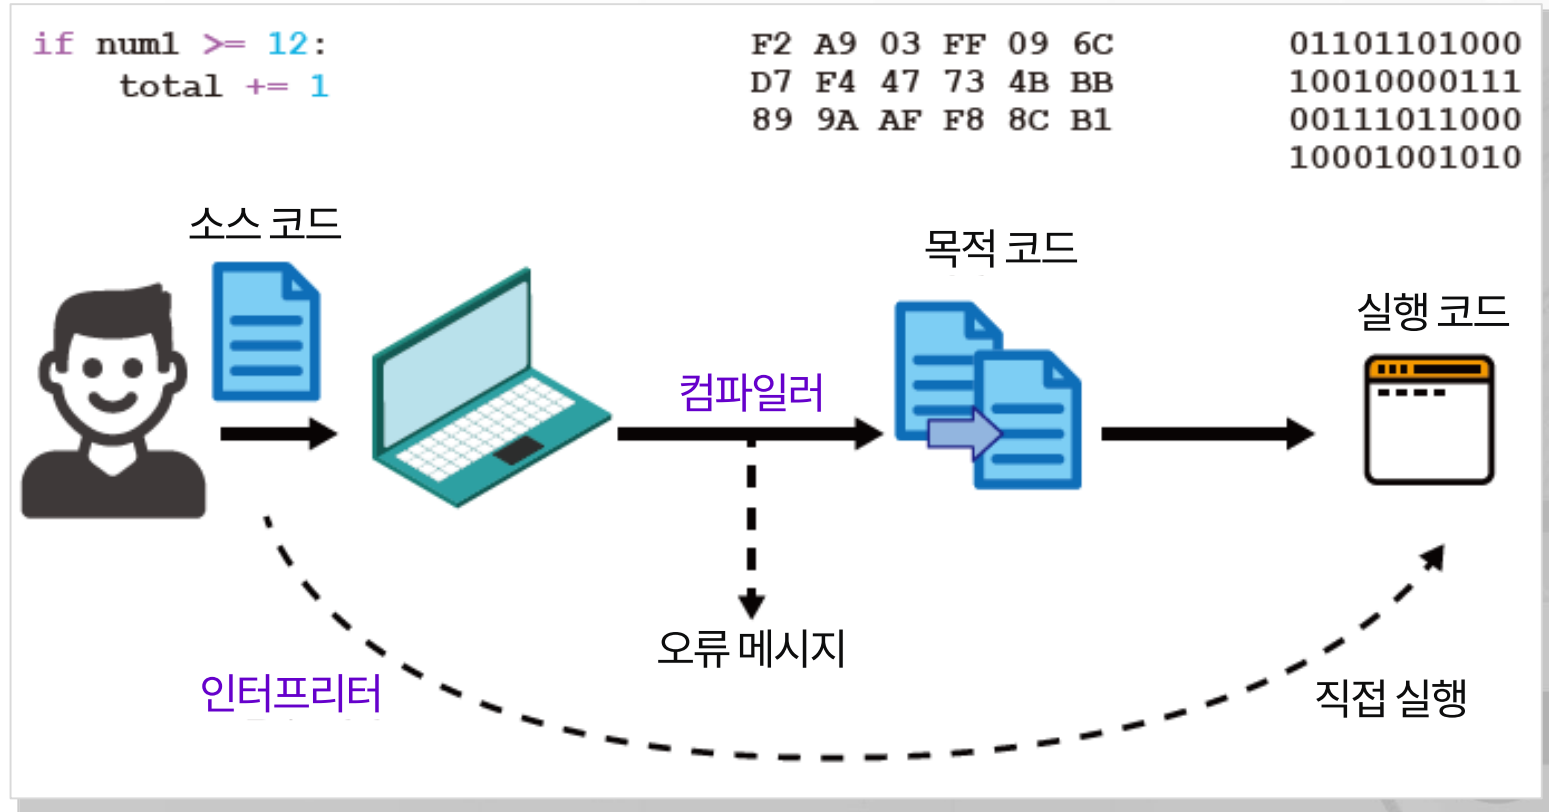 if num1 >= 12:
    total += 1
F2 A9 03 FF 09 6C
D7 F4 47 73 4B BB
89 9A AF F8 8C B1
01101101000
10010000111
00111011000
10001001010
소스 코드
목적 코드
실행 코드
컴파일러
오류 메시지
인터프리터
직접 실행